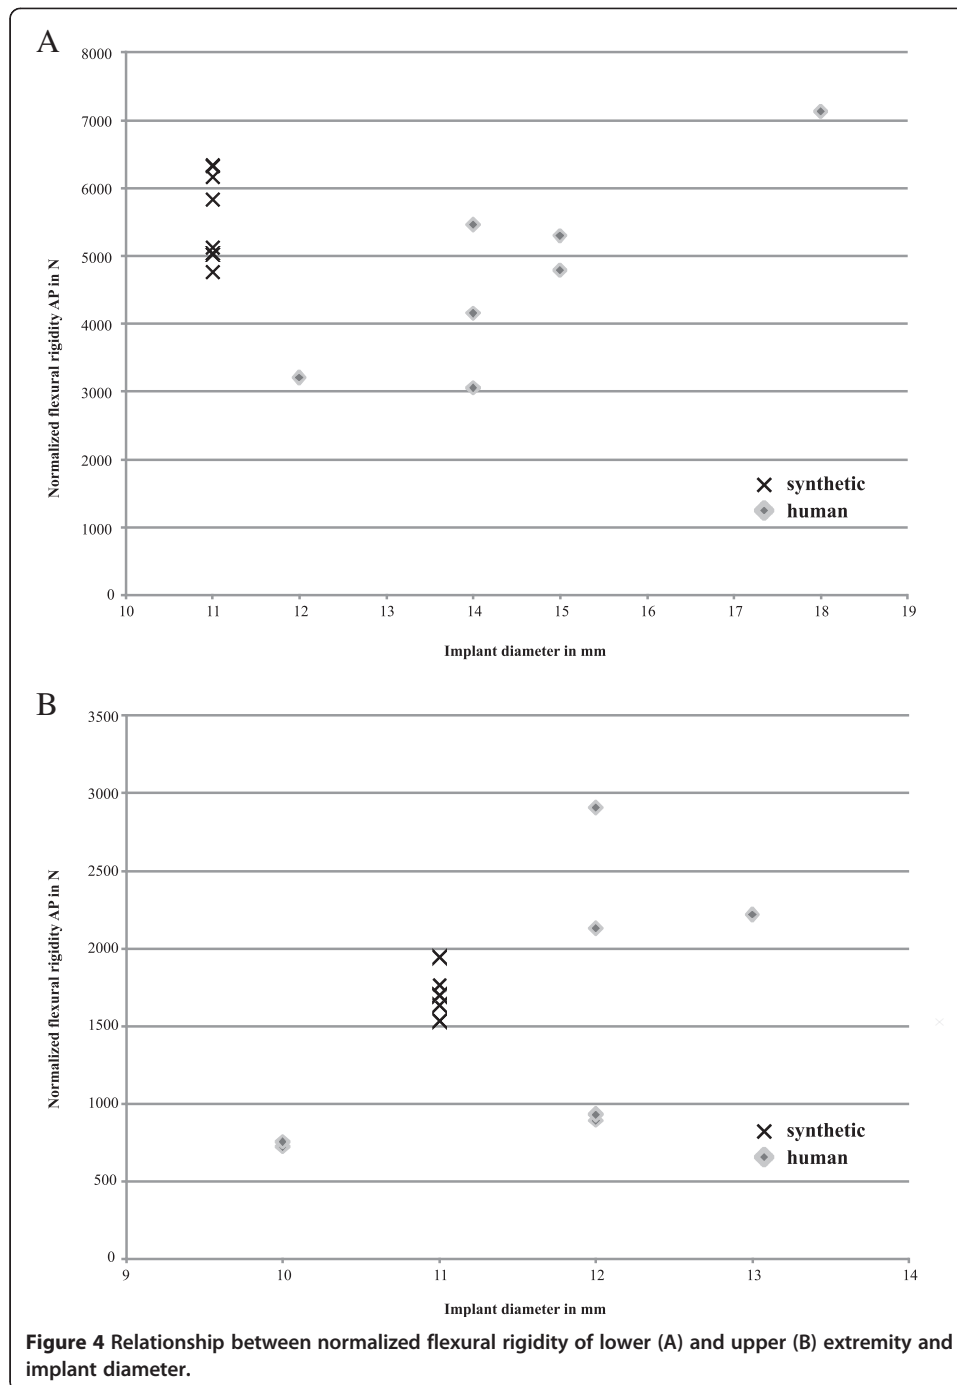 A
8000
7000
6000
5000
4000
3000
2000
1000
0
Normalized flexural rigidity AP in N
synthetic
human
10 11 12 13 14 15 16 17 18 19
Implant diameter in mm
B
3500
3000
2500
2000
1500
1000
500
0
Normalized flexural rigidity AP in N
synthetic
human
9 10 11 12 13 14
Implant diameter in mm
Figure 4 Relationship between normalized flexural rigidity of lower (A) and upper (B) extremity and
implant diameter.